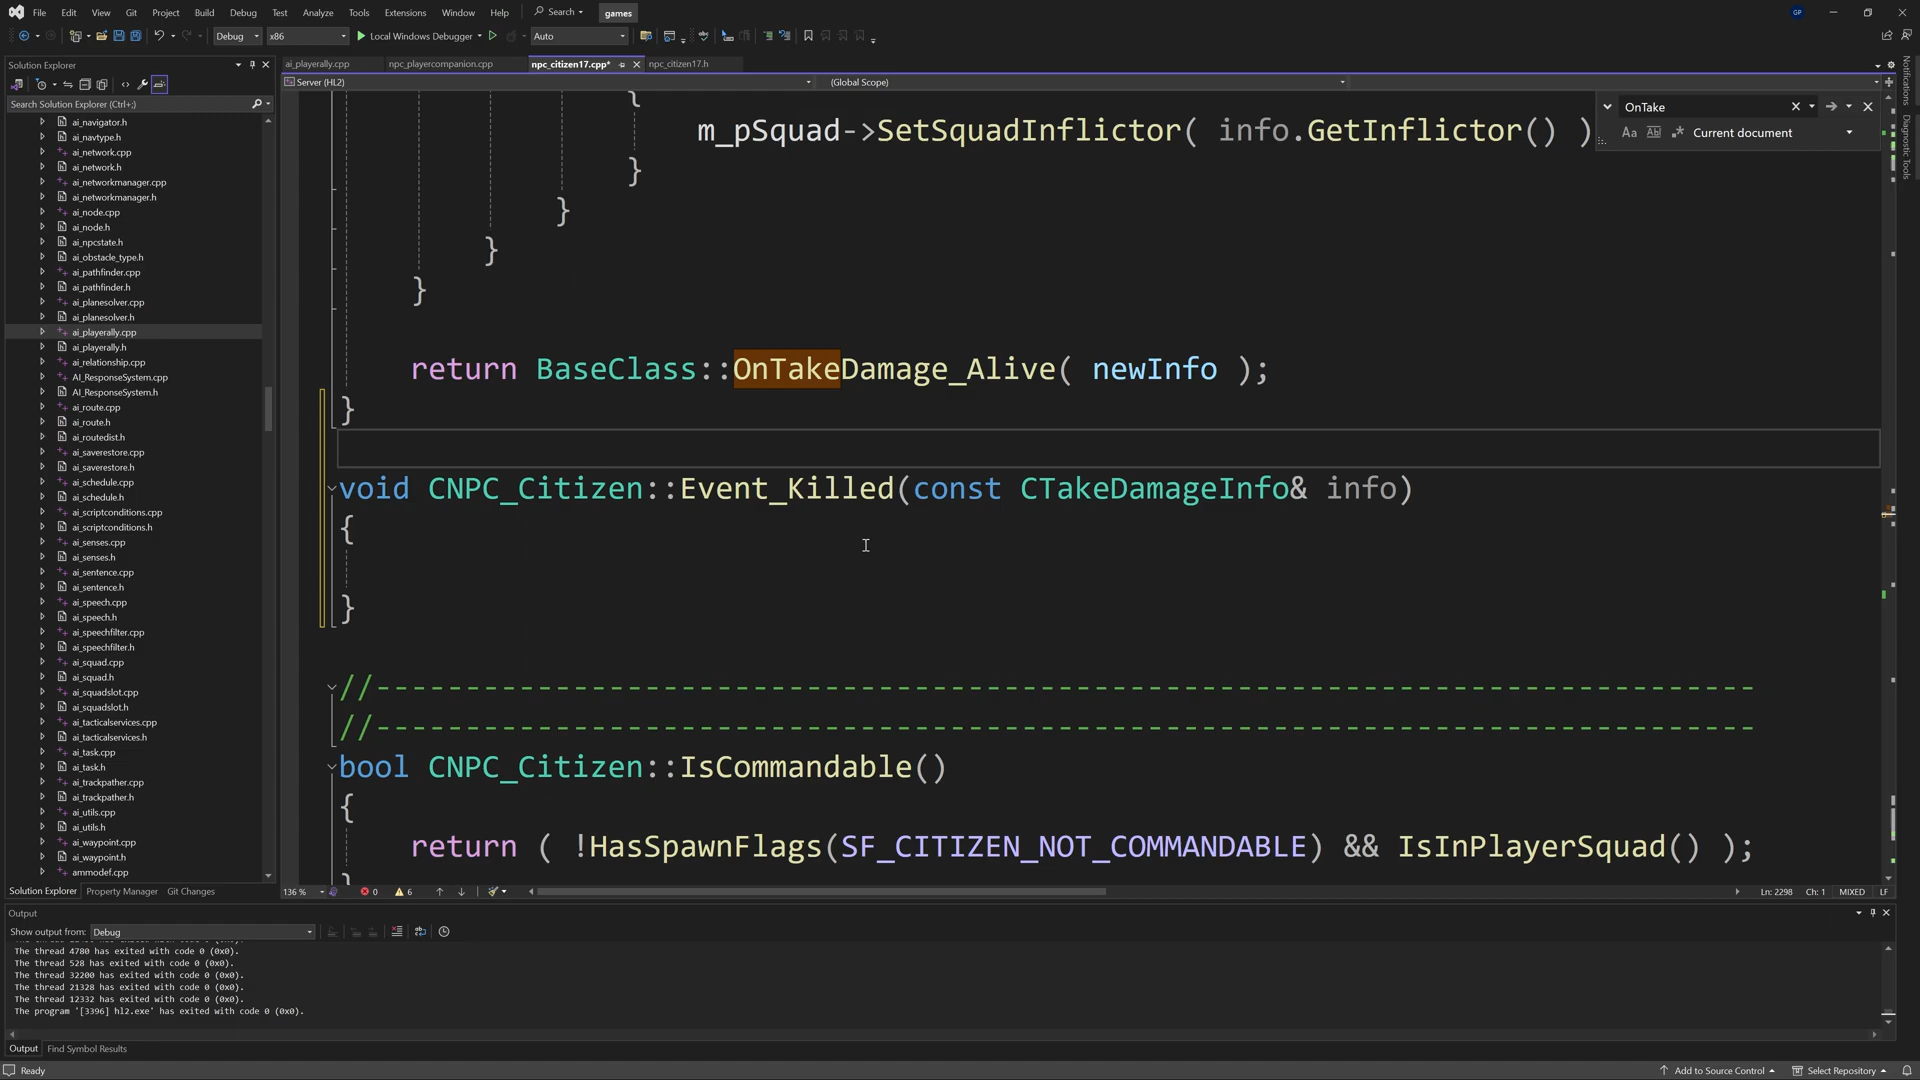 File Edit View Git Project Build Debug Test Analyze Tools Extensions Window Help Search games GP
Debug x86 Local Windows Debugger Auto
Solution Explorer
ai_playerally.cpp npc_playercompanion.cpp npc_citizen17.cpp* npc_citizen17.h
Server (HL2) (Global Scope)
Search Solution Explorer (Ctrl+;)
OnTake
Current document
Notifications
Diagnostic Tools
ai_navigator.h
ai_navtype.h
ai_network.cpp
ai_network.h
ai_networkmanager.cpp
ai_networkmanager.h
ai_node.cpp
ai_node.h
ai_npcstate.h
ai_obstacle_type.h
ai_pathfinder.cpp
ai_pathfinder.h
ai_planesolver.cpp
ai_planesolver.h
ai_playerally.cpp
ai_playerally.h
ai_relationship.cpp
AI_ResponseSystem.cpp
AI_ResponseSystem.h
ai_route.cpp
ai_route.h
ai_routedist.h
ai_saverestore.cpp
ai_saverestore.h
ai_schedule.cpp
ai_schedule.h
ai_scriptconditions.cpp
ai_scriptconditions.h
ai_senses.cpp
ai_senses.h
ai_sentence.cpp
ai_sentence.h
ai_speech.cpp
ai_speech.h
ai_speechfilter.cpp
ai_speechfilter.h
ai_squad.cpp
ai_squad.h
ai_squadslot.cpp
ai_squadslot.h
ai_tacticalservices.cpp
ai_tacticalservices.h
ai_task.cpp
ai_task.h
ai_trackpather.cpp
ai_trackpather.h
ai_utils.cpp
ai_utils.h
ai_waypoint.cpp
ai_waypoint.h
ammodef.cpp
{
m_pSquad->SetSquadInflictor( info.GetInflictor() )
}
}
}
}
return BaseClass::OnTakeDamage_Alive( newInfo );
}
void CNPC_Citizen::Event_Killed(const CTakeDamageInfo& info)
{
}
//-----------------------------------------------------------------------------
//-----------------------------------------------------------------------------
bool CNPC_Citizen::IsCommandable()
{
return ( !HasSpawnFlags(SF_CITIZEN_NOT_COMMANDABLE) && IsInPlayerSquad() );
}
Solution Explorer Property Manager Git Changes
136 % 0 6 Ln: 2298 Ch: 1 MIXED LF
Output
Show output from: Debug
The thread 4780 has exited with code 0 (0x0).
The thread 528 has exited with code 0 (0x0).
The thread 32200 has exited with code 0 (0x0).
The thread 21328 has exited with code 0 (0x0).
The thread 12332 has exited with code 0 (0x0).
The program '[3396] hl2.exe' has exited with code 0 (0x0).
Output Find Symbol Results
Ready Add to Source Control Select Repository